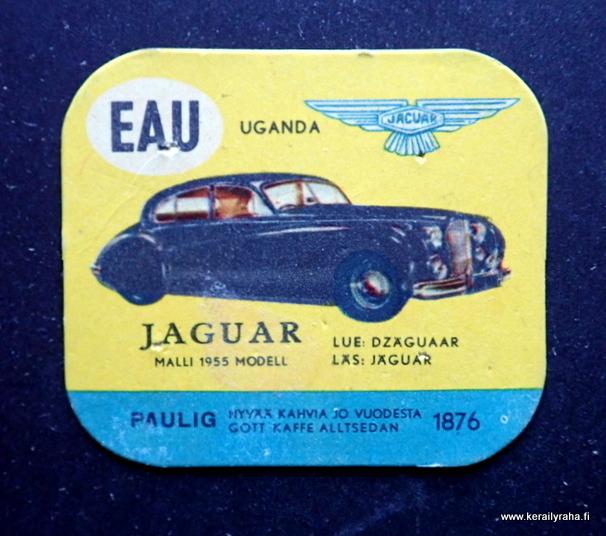 EAU
UGANDA
JAGUAR
JAGUAR
MALLI 1955 MODELL
LUE: DZÄGUAAR
LÄS: JÄGUAR
PAULIG
HYVÄÄ KAHVIA JO VUODESTA
GOTT KAFFE ALLTSEDAN
1876
www.kerailyraha.fi